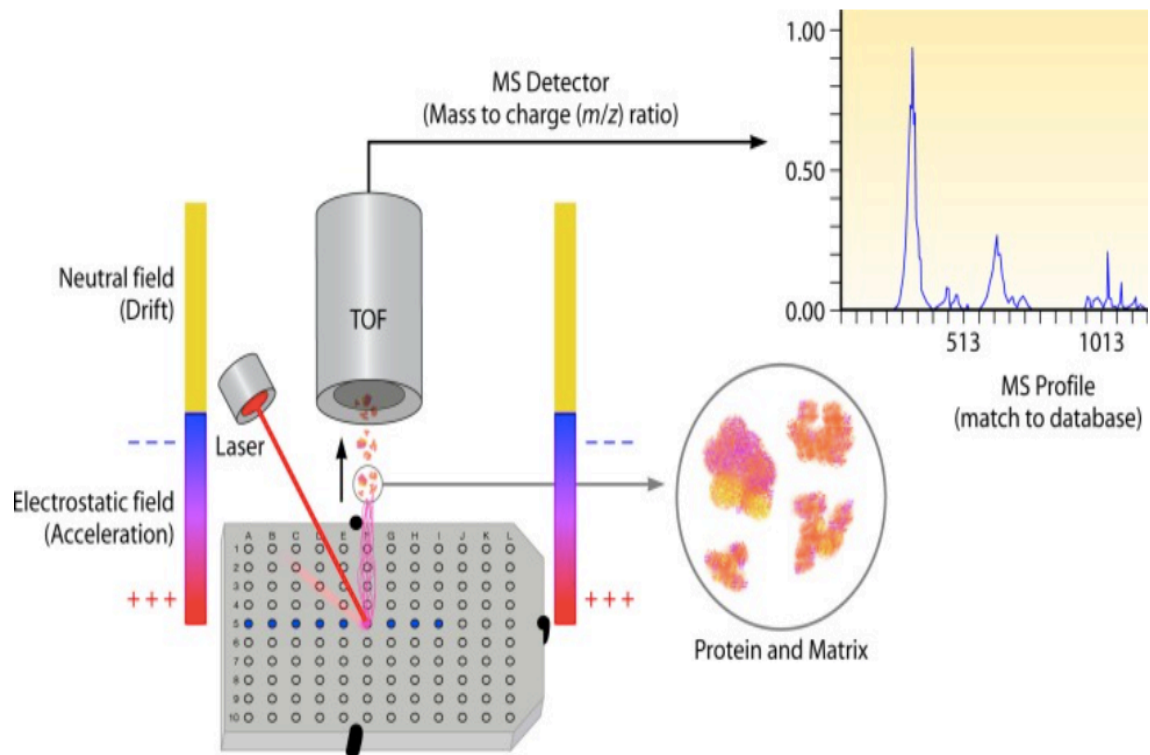 1.00
0.50
0.00
513
1013
MS Profile
(match to database)
MS Detector
(Mass to charge (m/z) ratio)
Neutral field
(Drift)
TOF
Laser
Electrostatic field
(Acceleration)
+++
+++
A B C D E F G H I J K L
1
2
3
4
5
6
7
8
9
10
Protein and Matrix